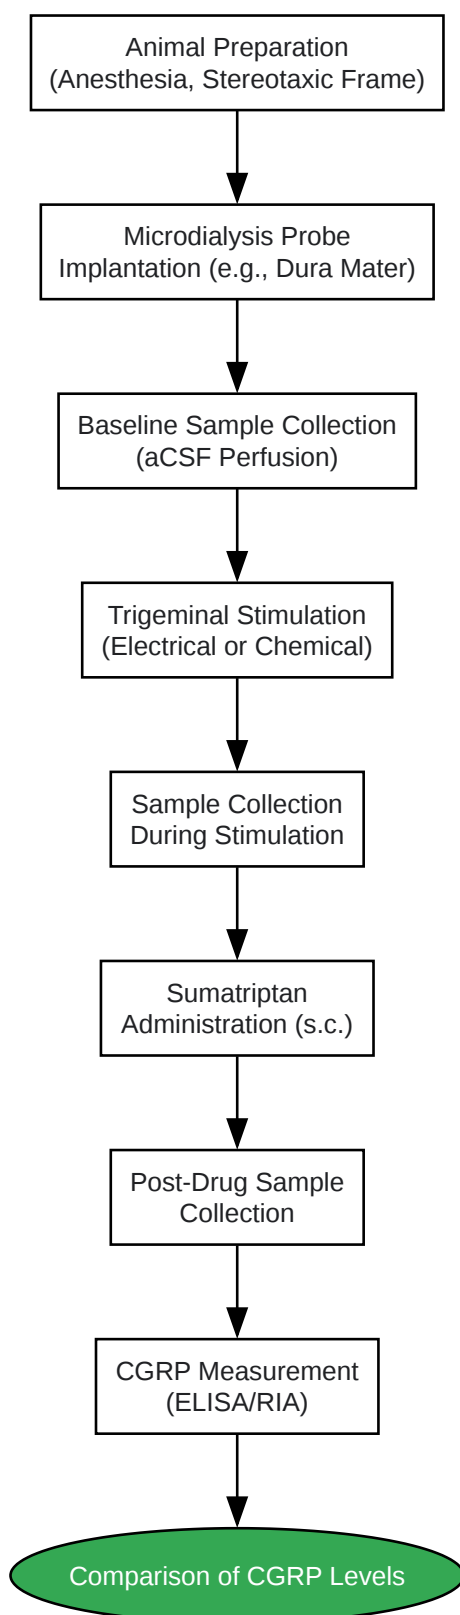 Animal Preparation
(Anesthesia, Stereotaxic Frame)
Microdialysis Probe
Implantation (e.g., Dura Mater)
Baseline Sample Collection
(aCSF Perfusion)
Trigeminal Stimulation
(Electrical or Chemical)
Sample Collection
During Stimulation
Sumatriptan
Administration (s.c.)
Post-Drug Sample
Collection
CGRP Measurement
(ELISA/RIA)
Comparison of CGRP Levels